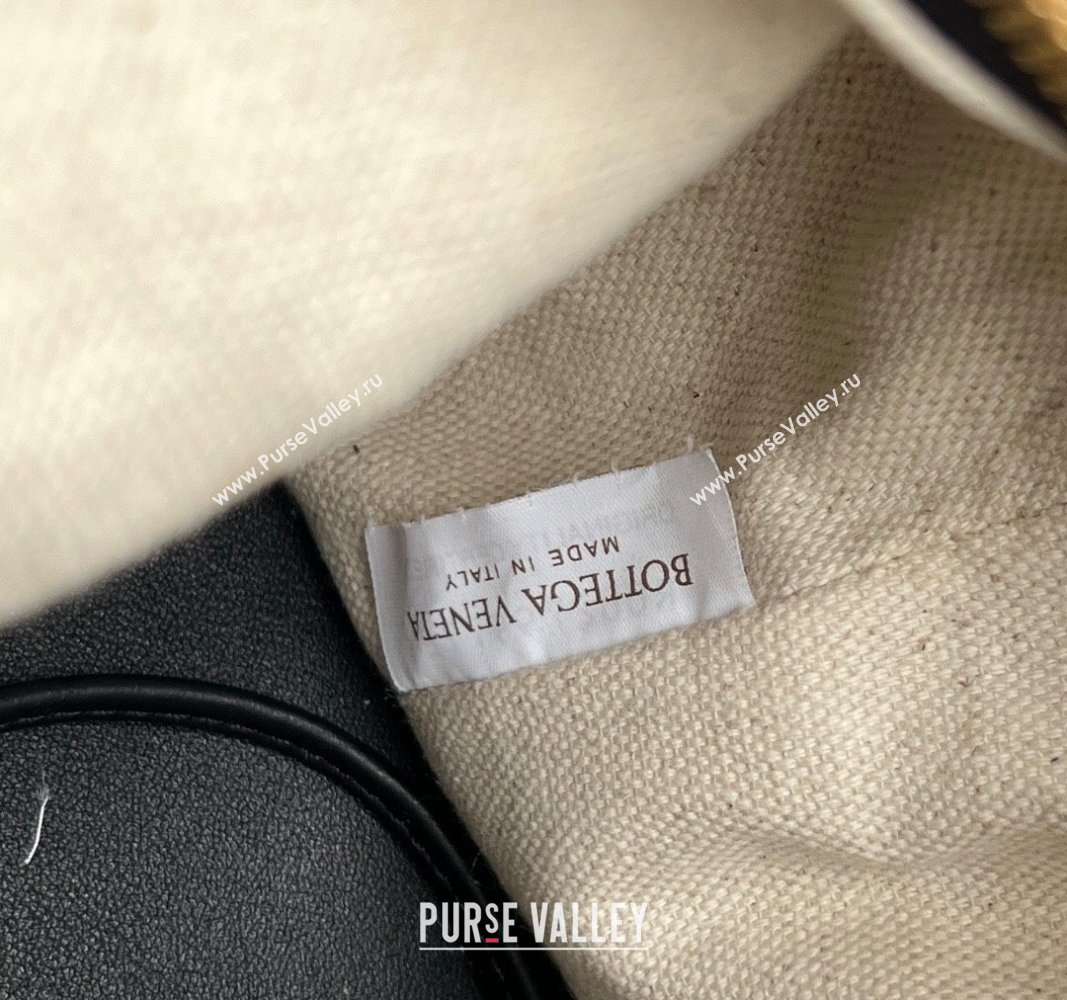 www.PurseValley.ru
www.PurseValley.ru
BOTTEGA VENETA
MADE IN ITALY
PURSE VALLEY